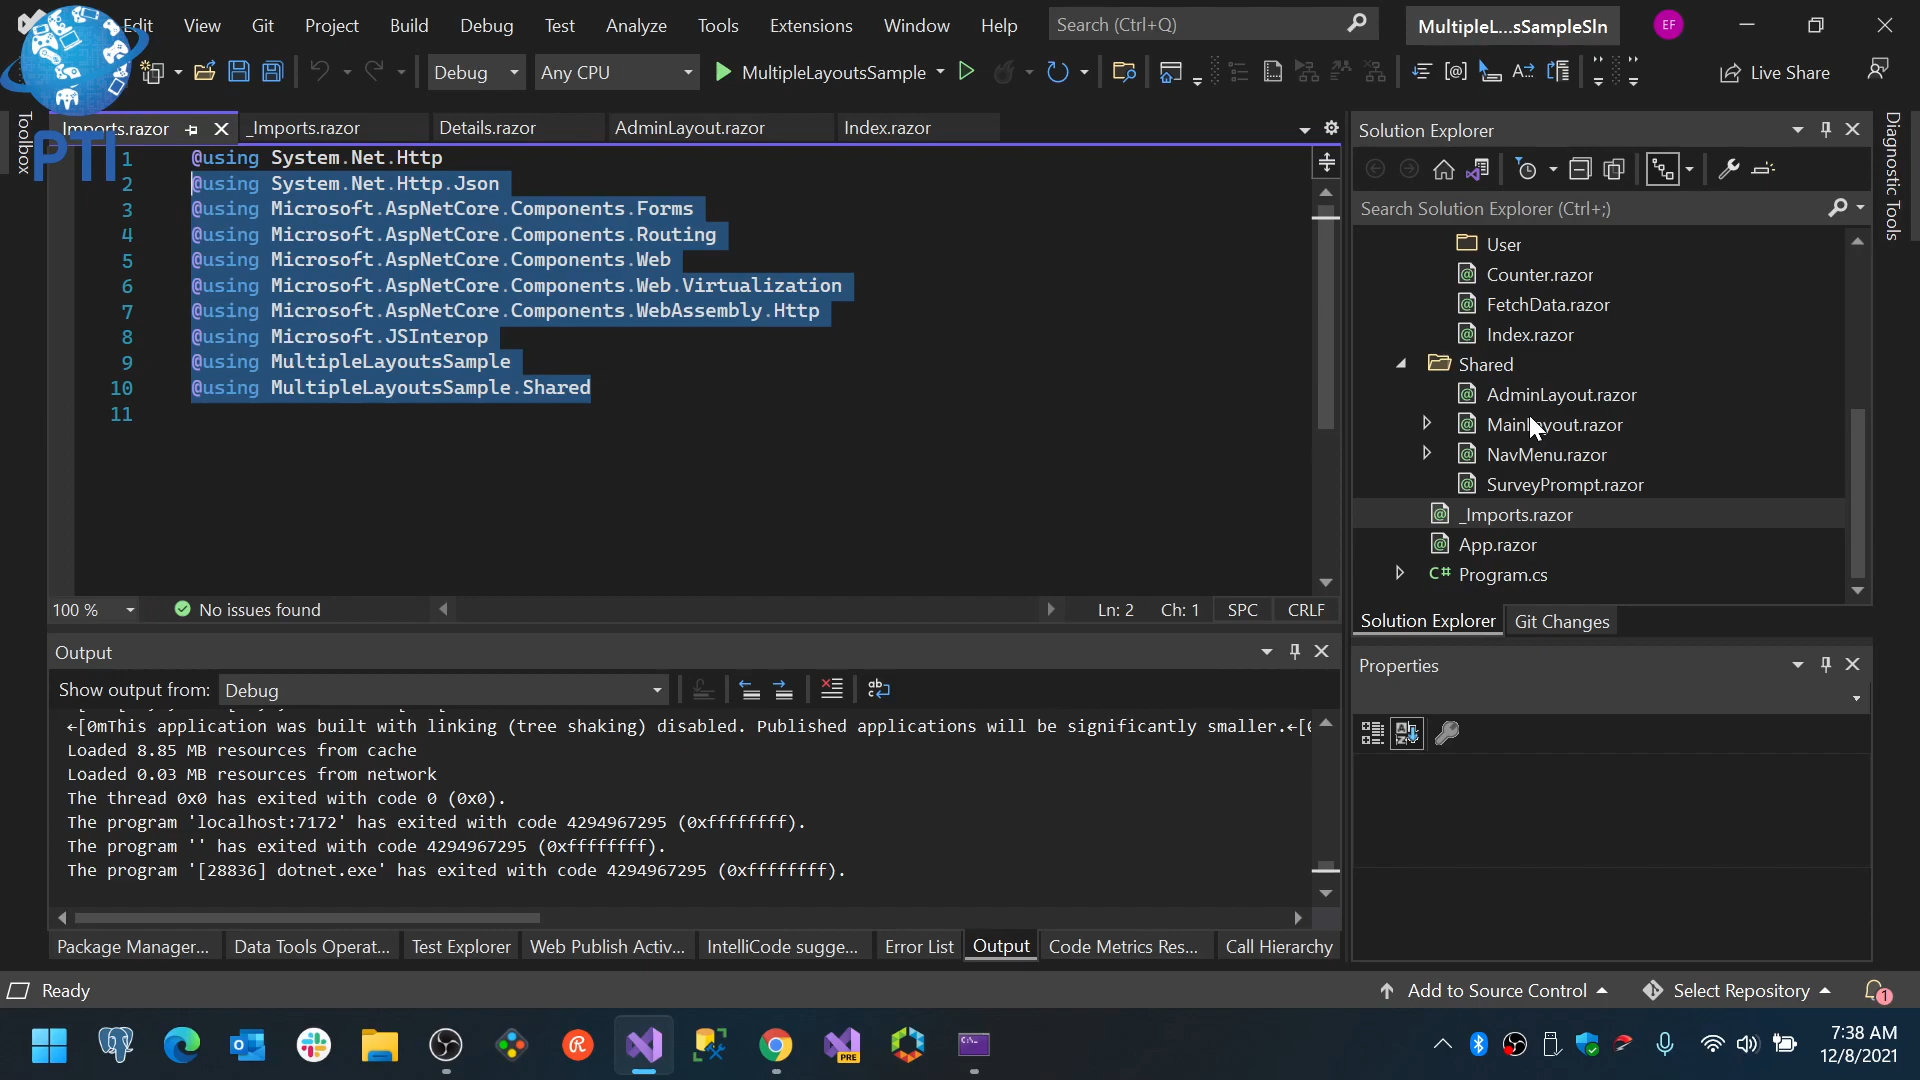 Edit View Git Project Build Debug Test Analyze Tools Extensions Window Help Search (Ctrl+Q) MultipleL...sSampleSln EF
Debug Any CPU MultipleLayoutsSample Live Share
PTI
Toolbox
Imports.razor _Imports.razor Details.razor AdminLayout.razor Index.razor
1 @using System.Net.Http
2 @using System.Net.Http.Json
3 @using Microsoft.AspNetCore.Components.Forms
4 @using Microsoft.AspNetCore.Components.Routing
5 @using Microsoft.AspNetCore.Components.Web
6 @using Microsoft.AspNetCore.Components.Web.Virtualization
7 @using Microsoft.AspNetCore.Components.WebAssembly.Http
8 @using Microsoft.JSInterop
9 @using MultipleLayoutsSample
10 @using MultipleLayoutsSample.Shared
11
100 % No issues found Ln: 2 Ch: 1 SPC CRLF
Output
Show output from: Debug
←[0mThis application was built with linking (tree shaking) disabled. Published applications will be significantly smaller.←[
Loaded 8.85 MB resources from cache
Loaded 0.03 MB resources from network
The thread 0x0 has exited with code 0 (0x0).
The program 'localhost:7172' has exited with code 4294967295 (0xffffffff).
The program '' has exited with code 4294967295 (0xffffffff).
The program '[28836] dotnet.exe' has exited with code 4294967295 (0xffffffff).
Package Manager... Data Tools Operat... Test Explorer Web Publish Activ... IntelliCode sugge... Error List Output Code Metrics Res... Call Hierarchy
Solution Explorer
Search Solution Explorer (Ctrl+;)
User
Counter.razor
FetchData.razor
Index.razor
Shared
AdminLayout.razor
MainLayout.razor
NavMenu.razor
SurveyPrompt.razor
_Imports.razor
App.razor
C# Program.cs
Solution Explorer Git Changes
Properties
Diagnostic Tools
Ready Add to Source Control Select Repository 1
PRE
7:38 AM
12/8/2021